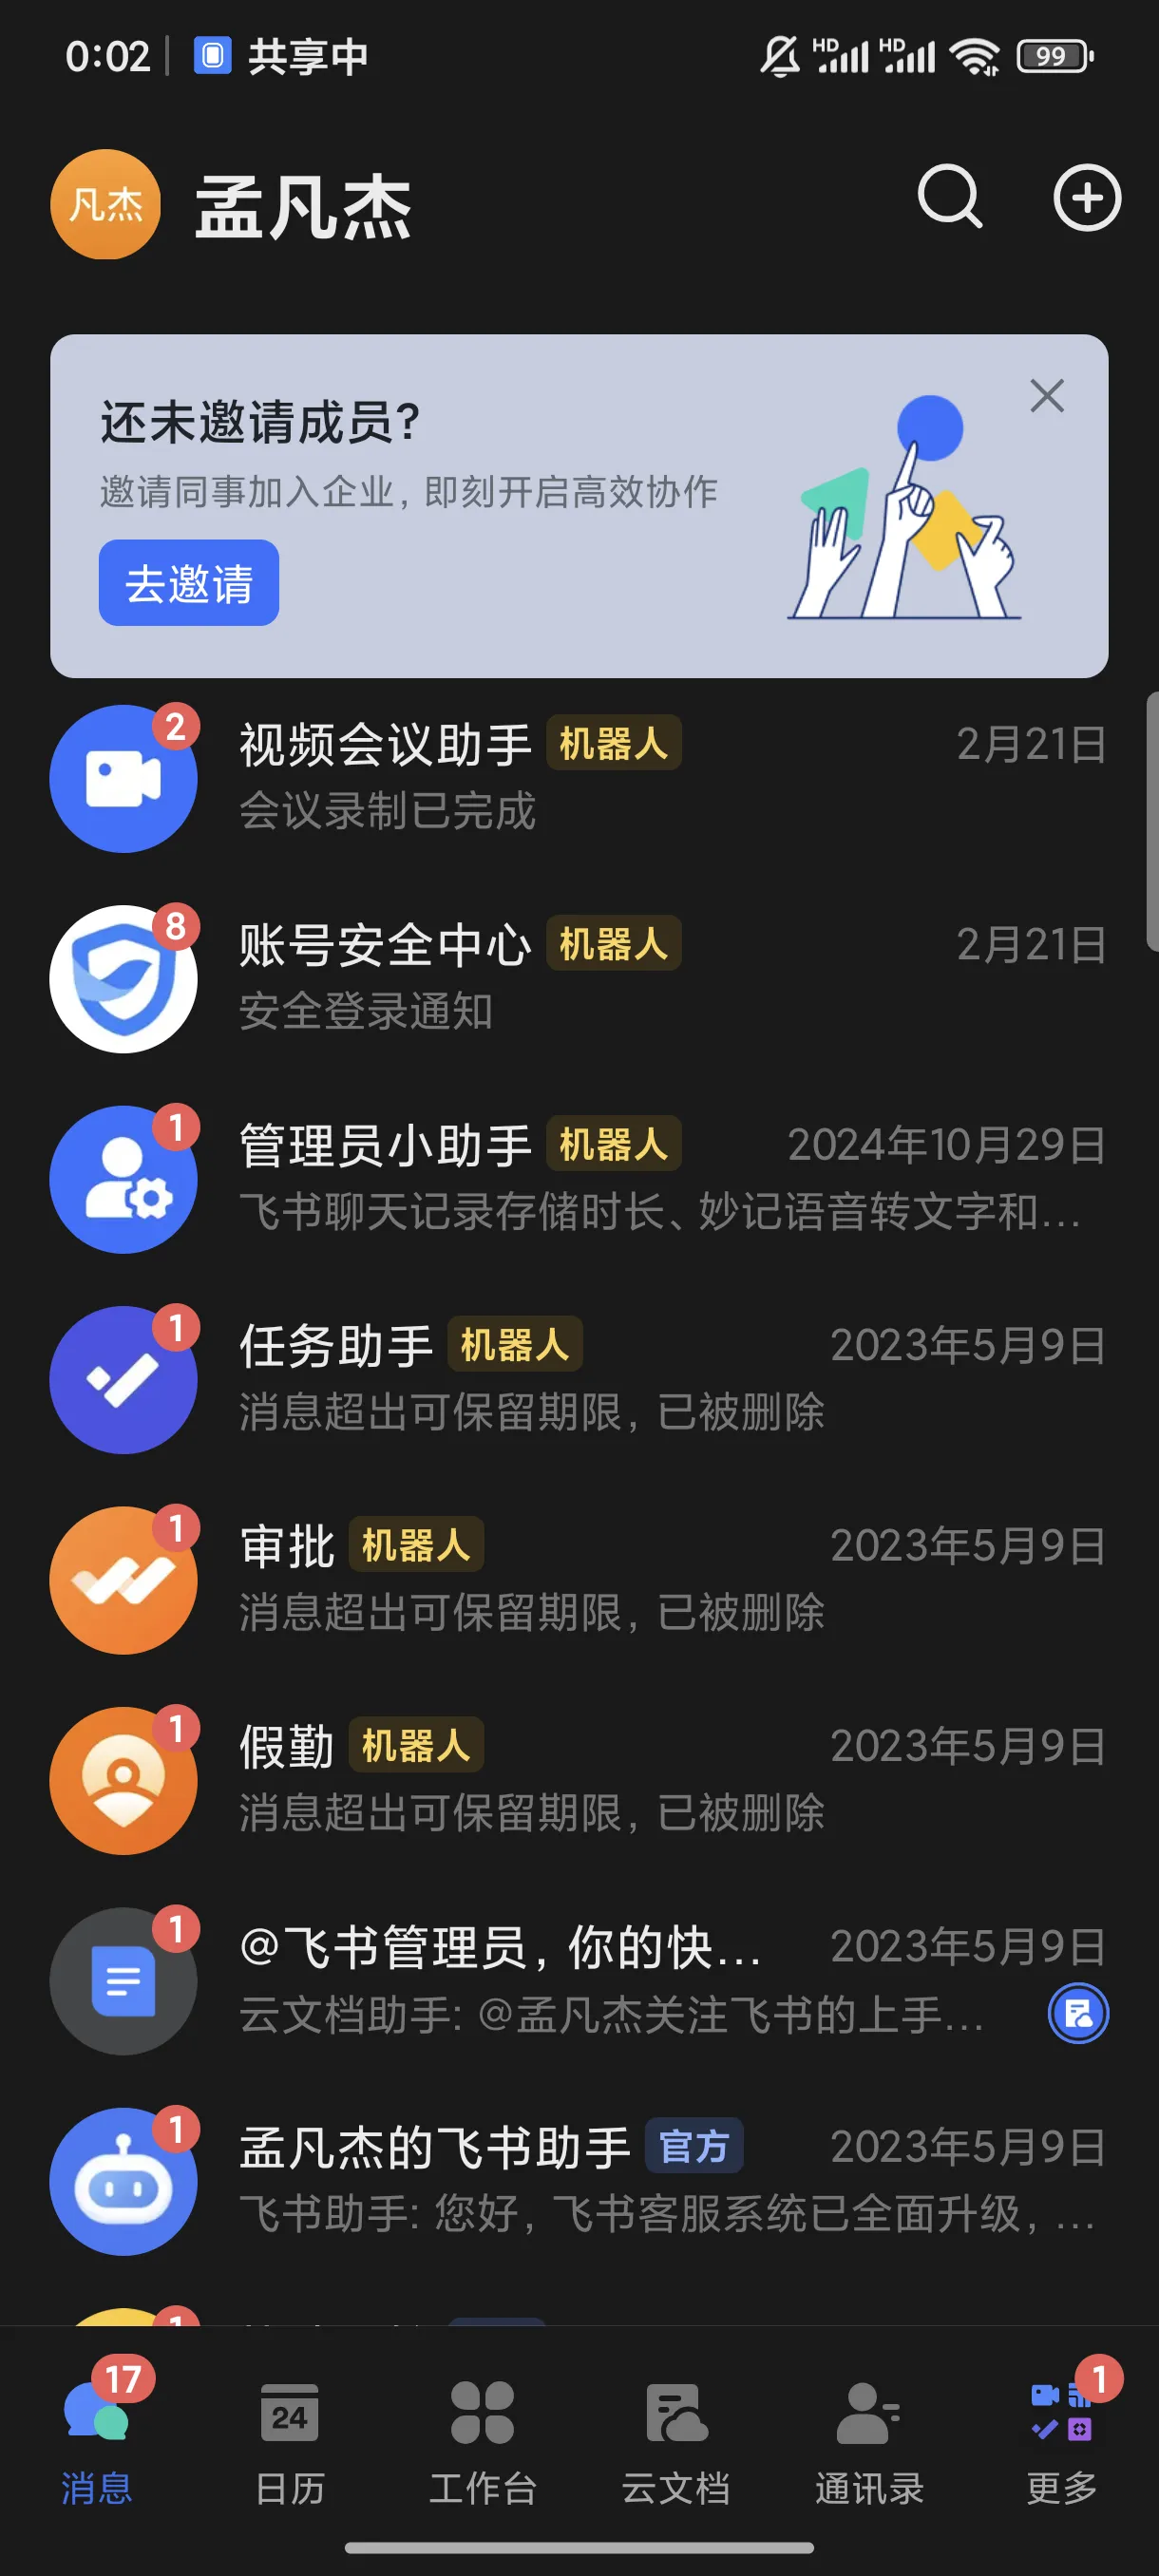 0:02 共享中 HD HD 99
凡杰 孟凡杰
还未邀请成员?
邀请同事加入企业，即刻开启高效协作
去邀请
2 视频会议助手 机器人 2月21日
会议录制已完成
8 账号安全中心 机器人 2月21日
安全登录通知
1 管理员小助手 机器人 2024年10月29日
飞书聊天记录存储时长、妙记语音转文字和...
1 任务助手 机器人 2023年5月9日
消息超出可保留期限，已被删除
1 审批 机器人 2023年5月9日
消息超出可保留期限，已被删除
1 假勤 机器人 2023年5月9日
消息超出可保留期限，已被删除
1 @飞书管理员，你的快... 2023年5月9日
云文档助手: @孟凡杰关注飞书的上手...
1 孟凡杰的飞书助手 官方 2023年5月9日
飞书助手: 您好，飞书客服系统已全面升级，...
1
17 24 1
消息 日历 工作台 云文档 通讯录 更多